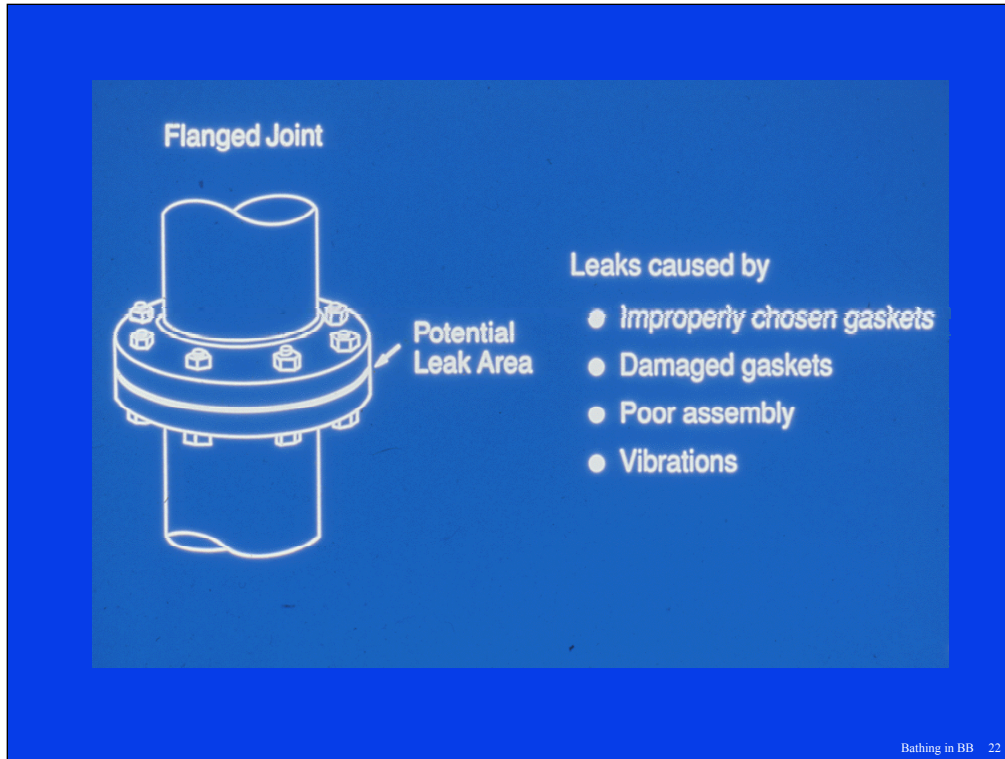 Flanged Joint
Potential
Leak Area
Leaks caused by
● Improperly chosen gaskets
● Damaged gaskets
● Poor assembly
● Vibrations
Bathing in BB 22